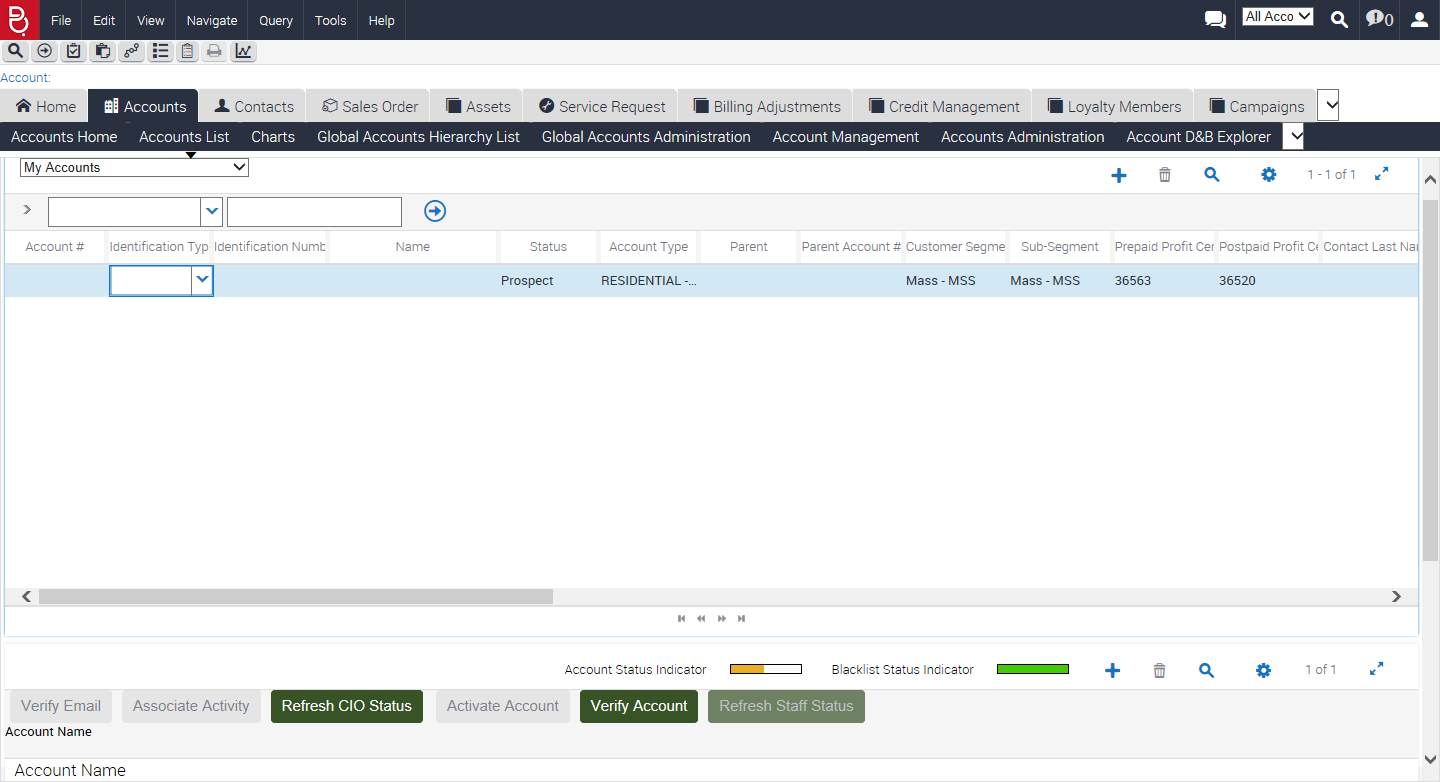 File Edit View Navigate Query Tools Help All Acco 0
Account:
Home Accounts Contacts Sales Order Assets Service Request Billing Adjustments Credit Management Loyalty Members Campaigns
Accounts Home Accounts List Charts Global Accounts Hierarchy List Global Accounts Administration Account Management Accounts Administration Account D&B Explorer
My Accounts 1 - 1 of 1
Account # Identification Typ Identification Numb Name Status Account Type Parent Parent Account # Customer Segme Sub-Segment Prepaid Profit Cer Postpaid Profit Ce Contact Last Nar
Prospect RESIDENTIAL -... Mass - MSS Mass - MSS 36563 36520
Account Status Indicator Blacklist Status Indicator 1 of 1
Verify Email Associate Activity Refresh CIO Status Activate Account Verify Account Refresh Staff Status
Account Name
Account Name